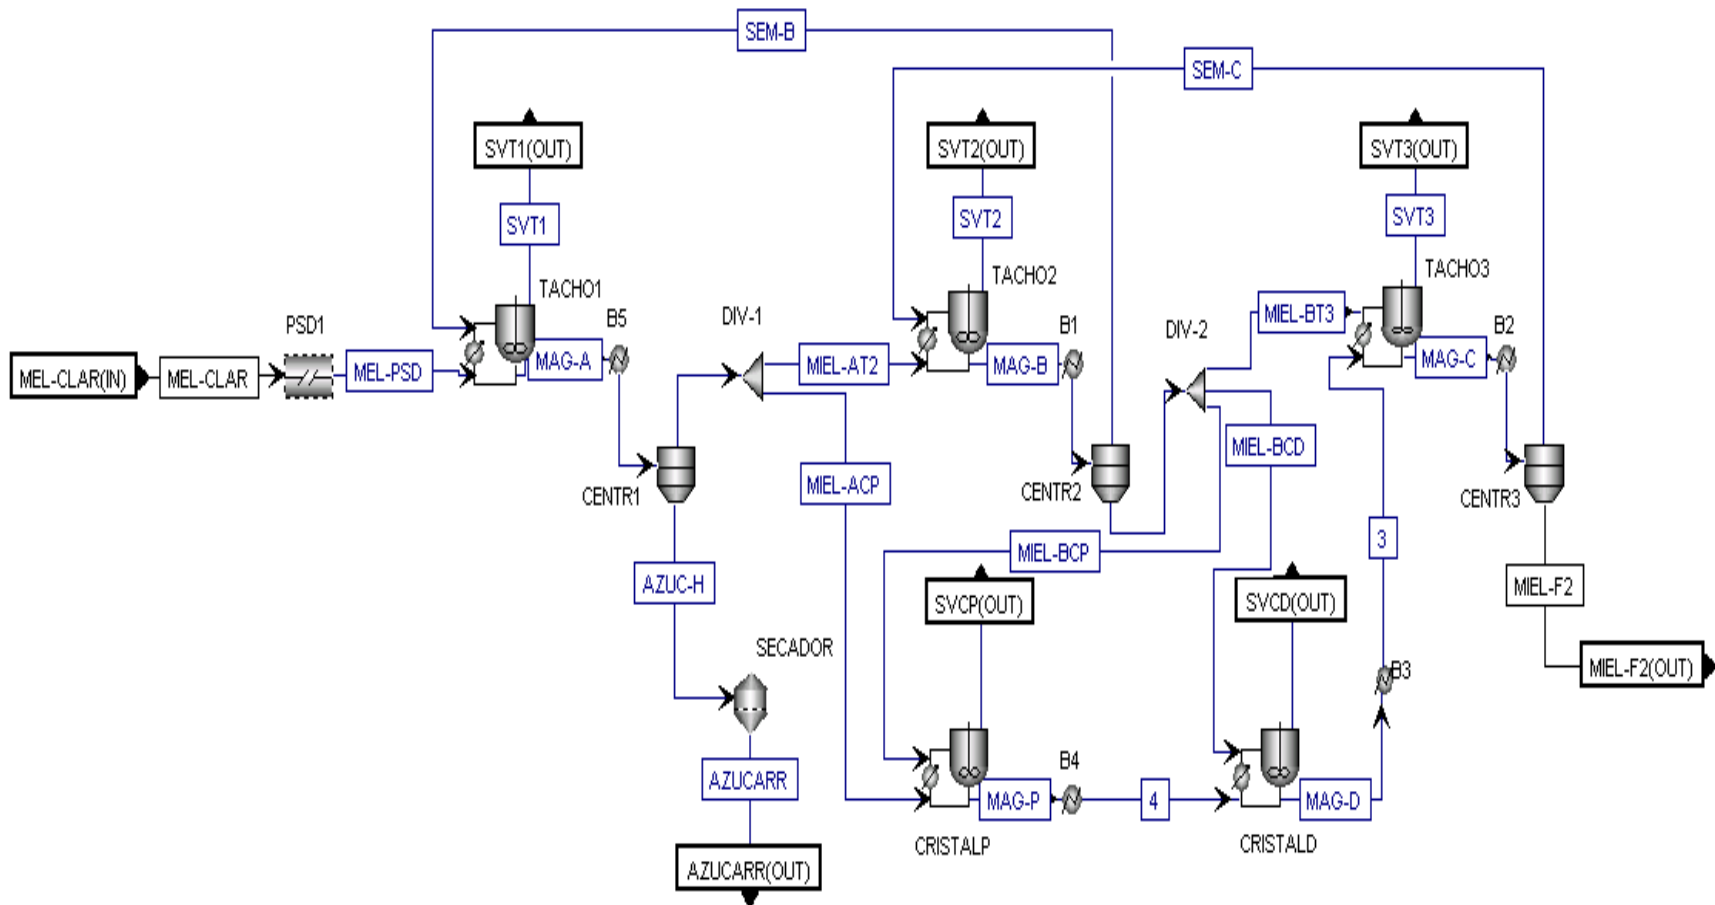 SEM-B
SEM-C
SVT1(OUT)
SVT2(OUT)
SVT3(OUT)
SVT1
SVT2
SVT3
TACHO1
TACHO2
TACHO3
PSD1
B5
DIV-1
B1
DIV-2
MIEL-BT3
B2
MEL-CLAR(IN)
MEL-CLAR
MEL-PSD
MAG-A
MIEL-AT2
MAG-B
MAG-C
MIEL-BCD
CENTR1
MIEL-ACP
CENTR2
CENTR3
MIEL-BCP
3
AZUC-H
SVCP(OUT)
SVCD(OUT)
MIEL-F2
SECADOR
B3
MIEL-F2(OUT)
AZUCARR
B4
MAG-P
4
MAG-D
CRISTALP
CRISTALD
AZUCARR(OUT)